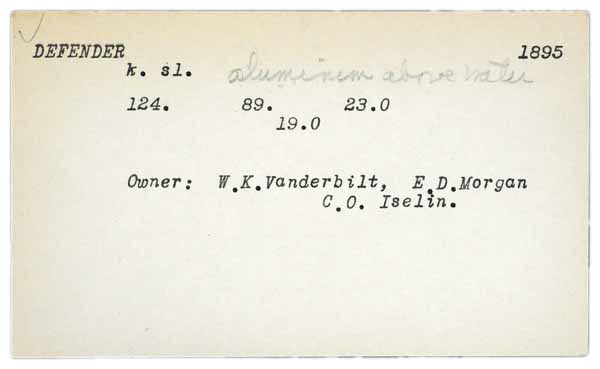 DEFENDER 1895
k. sl. aluminum above water
124. 89. 23.0
19.0
Owner: W.K.Vanderbilt, E.D.Morgan
C.O. Iselin.